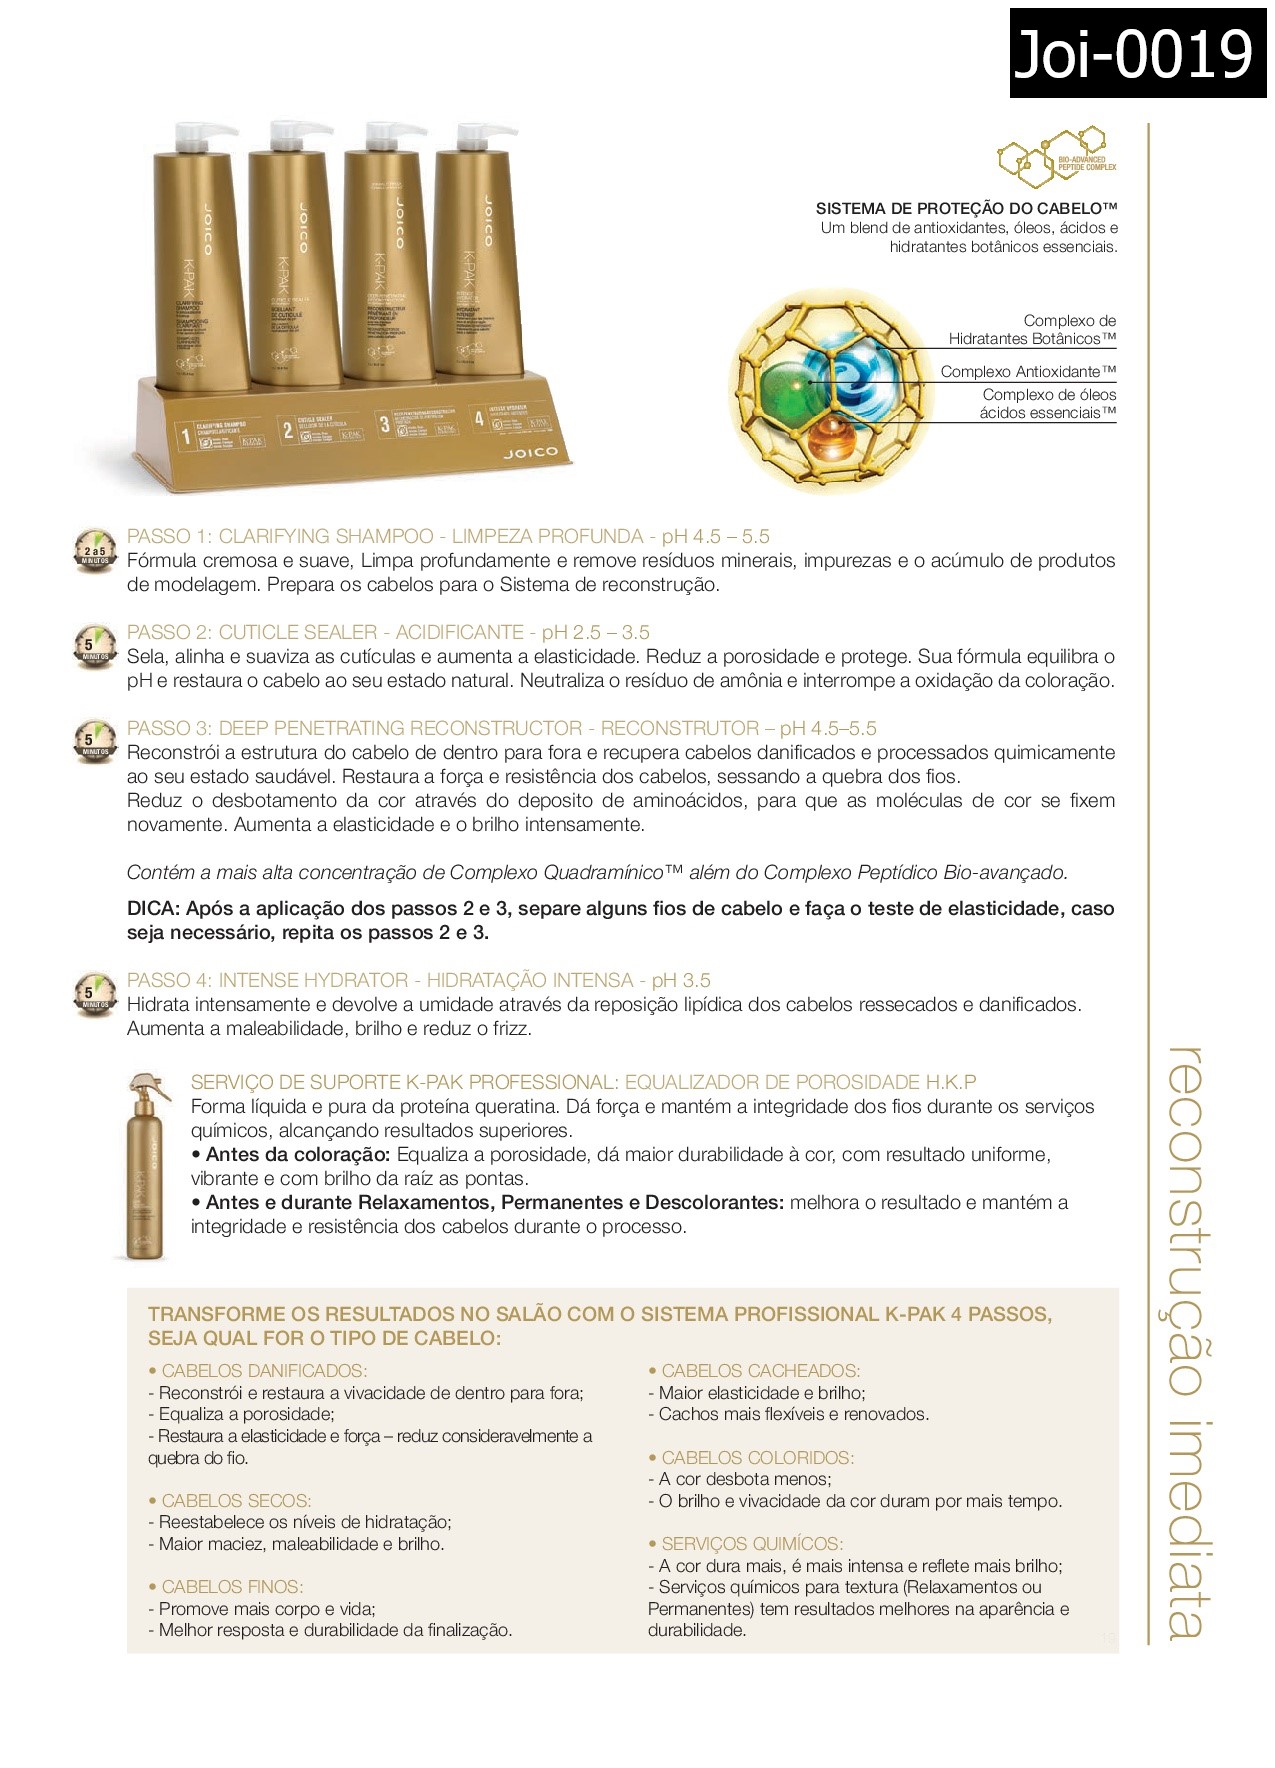 Joi-0019
BIO-ADVANCED
PEPTIDE COMPLEX
SISTEMA DE PROTEÇÃO DO CABELO™
Um blend de antioxidantes, óleos, ácidos e
hidratantes botânicos essenciais.
Complexo de
Hidratantes Botânicos™
Complexo Antioxidante™
Complexo de óleos
ácidos essenciais™
JOICO
K-PAK
CLARIFYING
SHAMPOO
JOICO
K-PAK
JOICO
K-PAK
JOICO
K-PAK
1 CLARIFYING SHAMPOO
K-PAK
2 CUTICLE SEALER
K-PAK
3
K-PAK
4 INTENSE HYDRATOR
K-PAK
JOICO
2 a 5
MINUTOS
PASSO 1: CLARIFYING SHAMPOO - LIMPEZA PROFUNDA - pH 4.5 – 5.5
Fórmula cremosa e suave, Limpa profundamente e remove resíduos minerais, impurezas e o acúmulo de produtos
de modelagem. Prepara os cabelos para o Sistema de reconstrução.
5
MINUTOS
PASSO 2: CUTICLE SEALER - ACIDIFICANTE - pH 2.5 – 3.5
Sela, alinha e suaviza as cutículas e aumenta a elasticidade. Reduz a porosidade e protege. Sua fórmula equilibra o
pH e restaura o cabelo ao seu estado natural. Neutraliza o resíduo de amônia e interrompe a oxidação da coloração.
5
MINUTOS
PASSO 3: DEEP PENETRATING RECONSTRUCTOR - RECONSTRUTOR – pH 4.5–5.5
Reconstrói a estrutura do cabelo de dentro para fora e recupera cabelos danificados e processados quimicamente
ao seu estado saudável. Restaura a força e resistência dos cabelos, sessando a quebra dos fios.
Reduz o desbotamento da cor através do deposito de aminoácidos, para que as moléculas de cor se fixem
novamente. Aumenta a elasticidade e o brilho intensamente.
Contém a mais alta concentração de Complexo Quadramínico™ além do Complexo Peptídico Bio-avançado.
DICA: Após a aplicação dos passos 2 e 3, separe alguns fios de cabelo e faça o teste de elasticidade, caso
seja necessário, repita os passos 2 e 3.
5
MINUTOS
PASSO 4: INTENSE HYDRATOR - HIDRATAÇÃO INTENSA - pH 3.5
Hidrata intensamente e devolve a umidade através da reposição lipídica dos cabelos ressecados e danificados.
Aumenta a maleabilidade, brilho e reduz o frizz.
SERVIÇO DE SUPORTE K-PAK PROFESSIONAL: EQUALIZADOR DE POROSIDADE H.K.P
Forma líquida e pura da proteína queratina. Dá força e mantém a integridade dos fios durante os serviços
químicos, alcançando resultados superiores.
• Antes da coloração: Equaliza a porosidade, dá maior durabilidade à cor, com resultado uniforme,
vibrante e com brilho da raíz as pontas.
• Antes e durante Relaxamentos, Permanentes e Descolorantes: melhora o resultado e mantém a
integridade e resistência dos cabelos durante o processo.
TRANSFORME OS RESULTADOS NO SALÃO COM O SISTEMA PROFISSIONAL K-PAK 4 PASSOS,
SEJA QUAL FOR O TIPO DE CABELO:
• CABELOS DANIFICADOS:
- Reconstrói e restaura a vivacidade de dentro para fora;
- Equaliza a porosidade;
- Restaura a elasticidade e força – reduz consideravelmente a
quebra do fio.
• CABELOS SECOS:
- Reestabelece os níveis de hidratação;
- Maior maciez, maleabilidade e brilho.
• CABELOS FINOS:
- Promove mais corpo e vida;
- Melhor resposta e durabilidade da finalização.
• CABELOS CACHEADOS:
- Maior elasticidade e brilho;
- Cachos mais flexíveis e renovados.
• CABELOS COLORIDOS:
- A cor desbota menos;
- O brilho e vivacidade da cor duram por mais tempo.
• SERVIÇOS QUIMÍCOS:
- A cor dura mais, é mais intensa e reflete mais brilho;
- Serviços químicos para textura (Relaxamentos ou
Permanentes) tem resultados melhores na aparência e
durabilidade.
reconstrução imediata